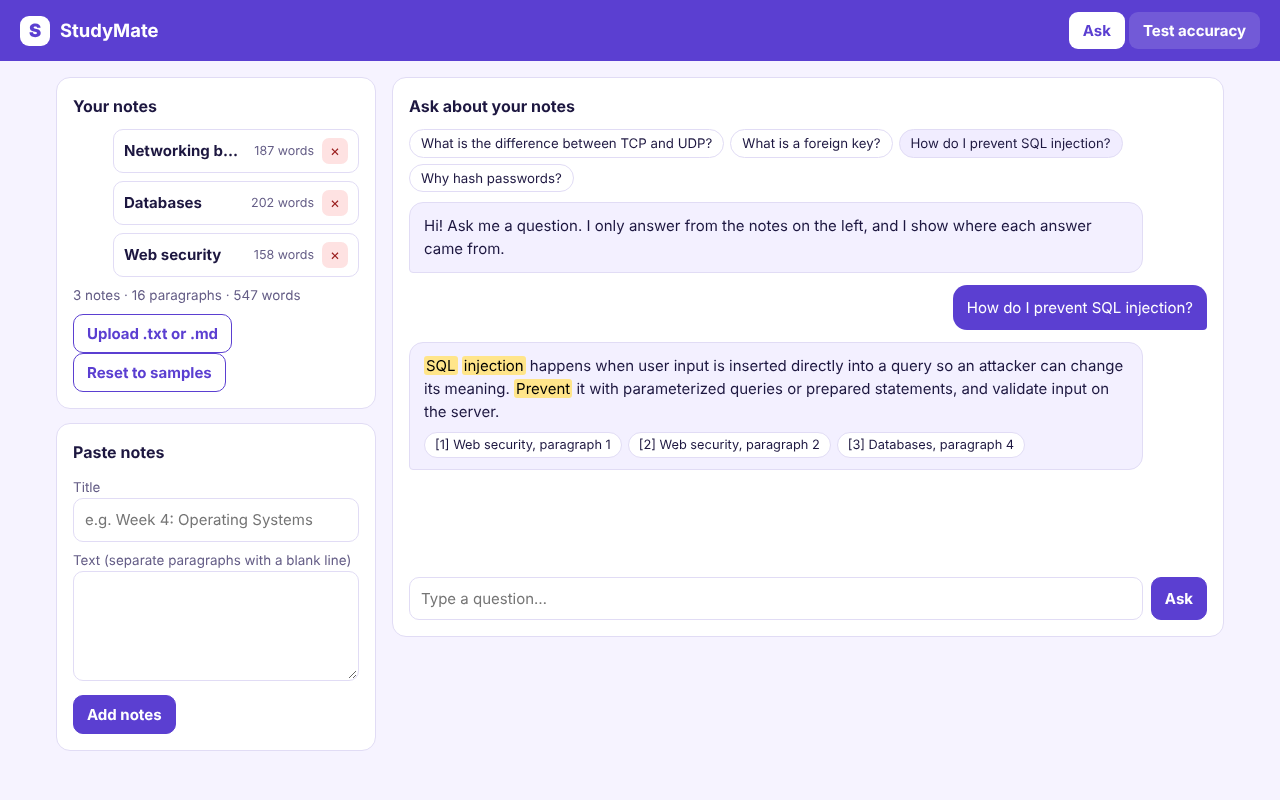 S StudyMate
Ask
Test accuracy
Your notes
Networking b...
187 words
×
Databases
202 words
×
Web security
158 words
×
3 notes · 16 paragraphs · 547 words
Upload .txt or .md
Reset to samples
Paste notes
Title
e.g. Week 4: Operating Systems
Text (separate paragraphs with a blank line)
Add notes
Ask about your notes
What is the difference between TCP and UDP?
What is a foreign key?
How do I prevent SQL injection?
Why hash passwords?
Hi! Ask me a question. I only answer from the notes on the left, and I show where each answer
came from.
How do I prevent SQL injection?
SQL injection happens when user input is inserted directly into a query so an attacker can change
its meaning. Prevent it with parameterized queries or prepared statements, and validate input on
the server.
[1] Web security, paragraph 1
[2] Web security, paragraph 2
[3] Databases, paragraph 4
Type a question...
Ask